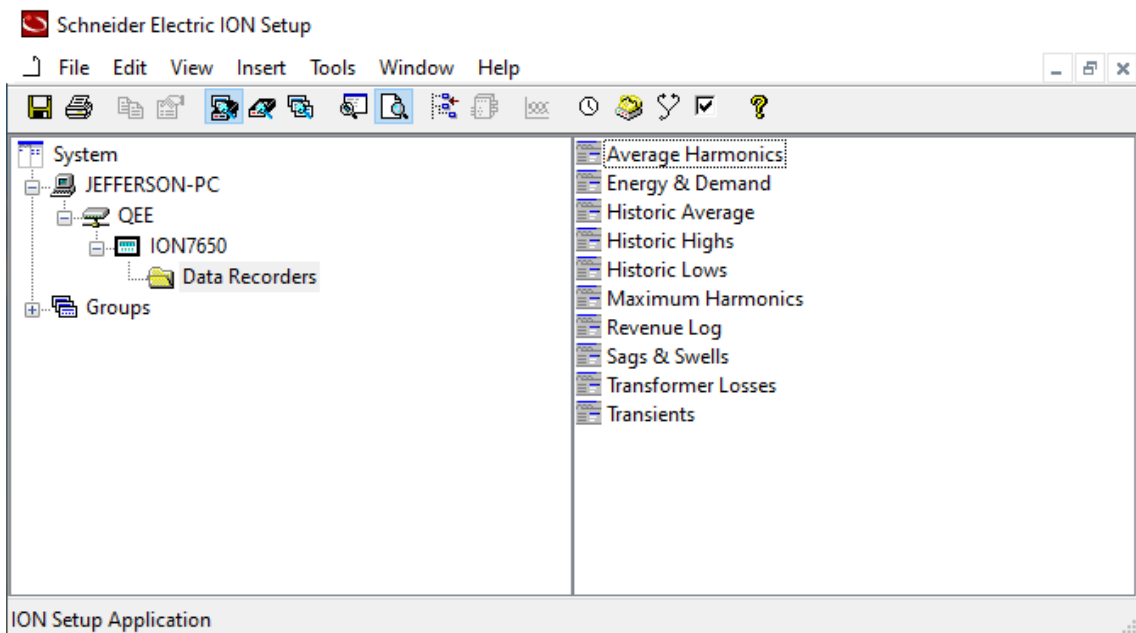 Schneider Electric ION Setup
File Edit View Insert Tools Window Help
System
JEFFERSON-PC
QEE
ION7650
Data Recorders
Groups
Average Harmonics
Energy & Demand
Historic Average
Historic Highs
Historic Lows
Maximum Harmonics
Revenue Log
Sags & Swells
Transformer Losses
Transients
ION Setup Application